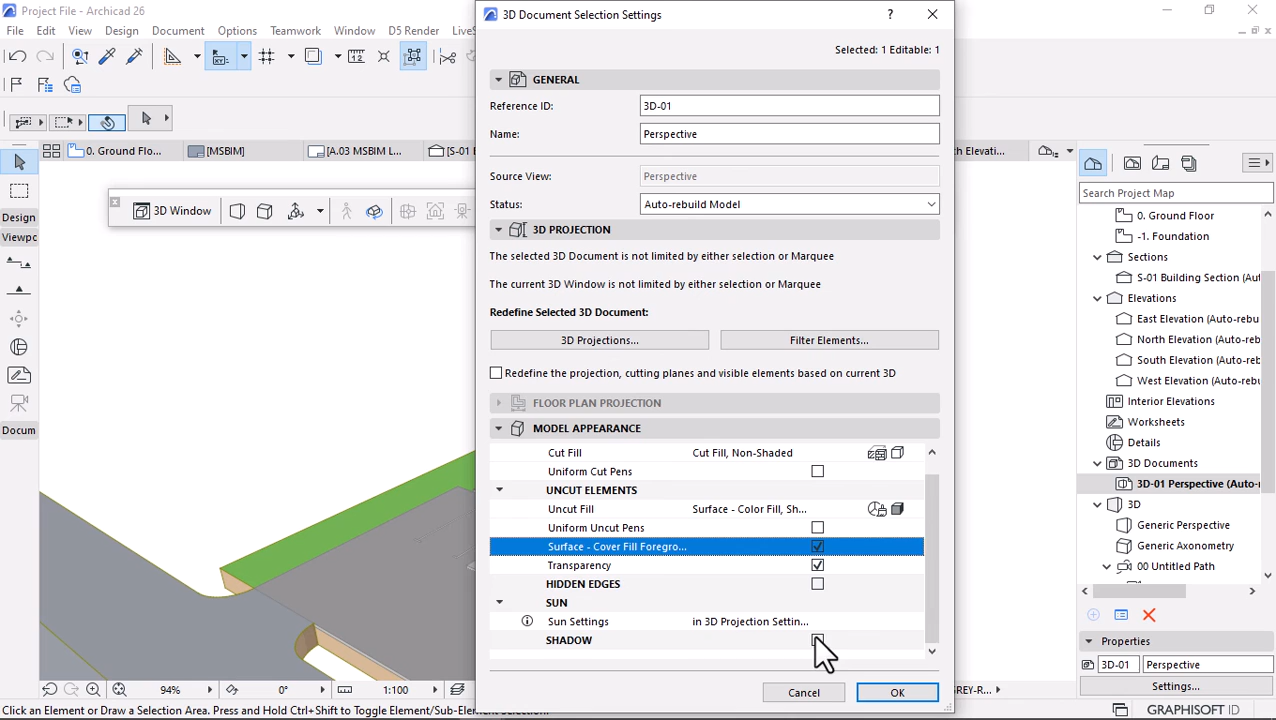 Project File - Archicad 26
File Edit View Design Document Options Teamwork Window D5 Render
0. Ground Flo...
[MSBIM]
[A.03 MSBIM L...
[S-01
3D Window
Design
Viewpc
Docum
94%
0°
1:100
Click an Element or Draw a Selection Area. Press and Hold Ctrl+Shift to Toggle Element/Sub-Element
3D Document Selection Settings
?
Selected: 1 Editable: 1
GENERAL
Reference ID: 3D-01
Name: Perspective
Source View: Perspective
Status: Auto-rebuild Model
3D PROJECTION
The selected 3D Document is not limited by either selection or Marquee
The current 3D Window is not limited by either selection or Marquee
Redefine Selected 3D Document:
3D Projections... Filter Elements...
Redefine the projection, cutting planes and visible elements based on current 3D
FLOOR PLAN PROJECTION
MODEL APPEARANCE
Cut Fill Cut Fill, Non-Shaded
Uniform Cut Pens
UNCUT ELEMENTS
Uncut Fill Surface - Color Fill, Sh...
Uniform Uncut Pens
Surface - Cover Fill Foregro...
Transparency
HIDDEN EDGES
SUN
Sun Settings in 3D Projection Settin...
SHADOW
Cancel OK
Search Project Map
0. Ground Floor
-1. Foundation
Sections
S-01 Building Section (Au
Elevations
East Elevation (Auto-rebu
North Elevation (Auto-re
South Elevation (Auto-re
West Elevation (Auto-reb
Interior Elevations
Worksheets
Details
3D Documents
3D-01 Perspective (Auto-
3D
Generic Perspective
Generic Axonometry
00 Untitled Path
Properties
3D-01 Perspective
Settings...
GRAPHISOFT ID